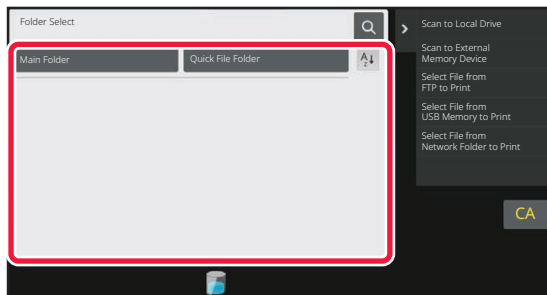 Folder Select
Main Folder
Quick File Folder
A
Z
Scan to Local Drive
Scan to External
Memory Device
Select File from
FTP to Print
Select File from
USB Memory to Print
Select File from
Network Folder to Print
CA